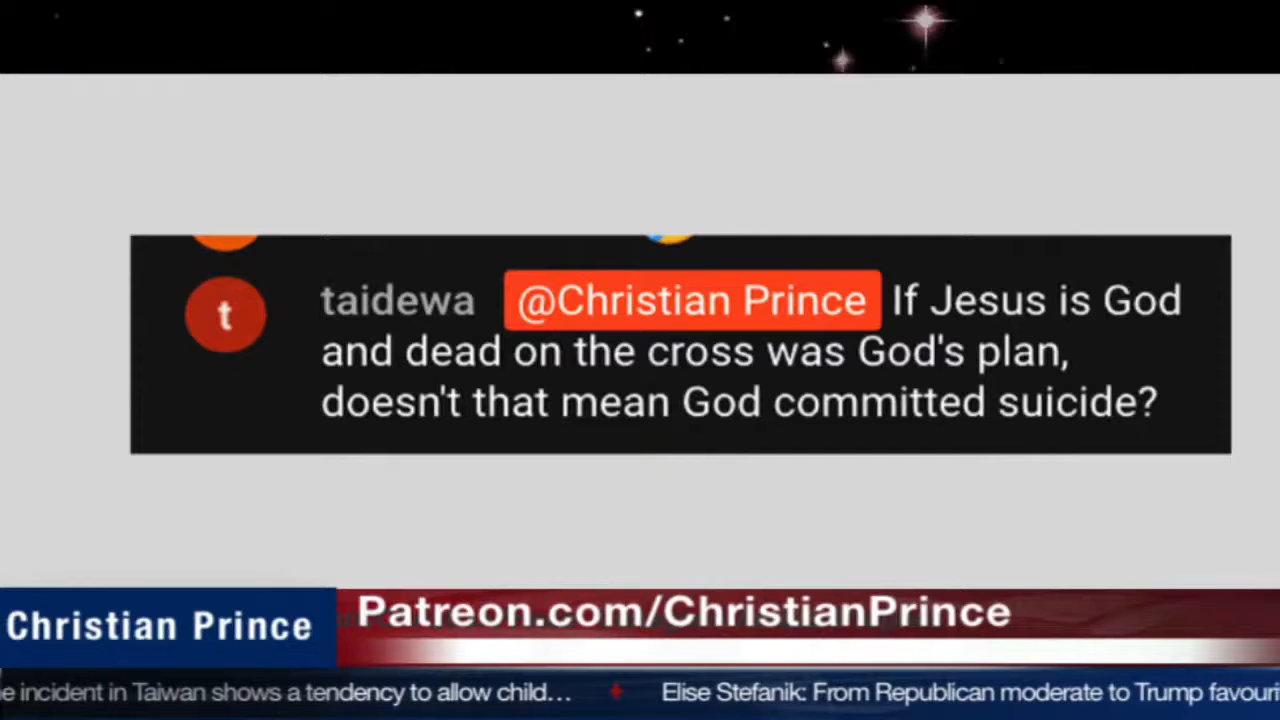 t
taidewa @Christian Prince If Jesus is God
and dead on the cross was God's plan,
doesn't that mean God committed suicide?
Christian Prince
Patreon.com/ChristianPrince
e incident in Taiwan shows a tendency to allow child… Elise Stefanik: From Republican moderate to Trump favouri